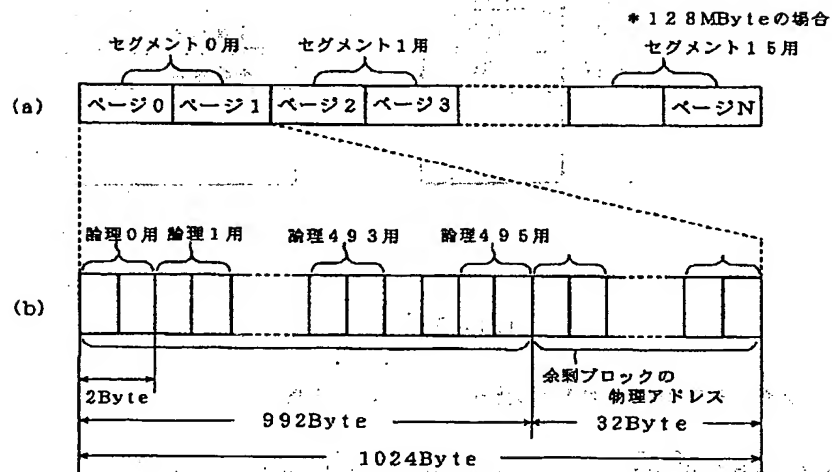 *128MByteの場合
セグメント0用 セグメント1用 セグメント15用
(a) ページ0 ページ1 ページ2 ページ3 ページN
論理0用 論理1用 論理493用 論理495用
(b)
余剰ブロックの
物理アドレス
2Byte
992Byte 32Byte
1024Byte